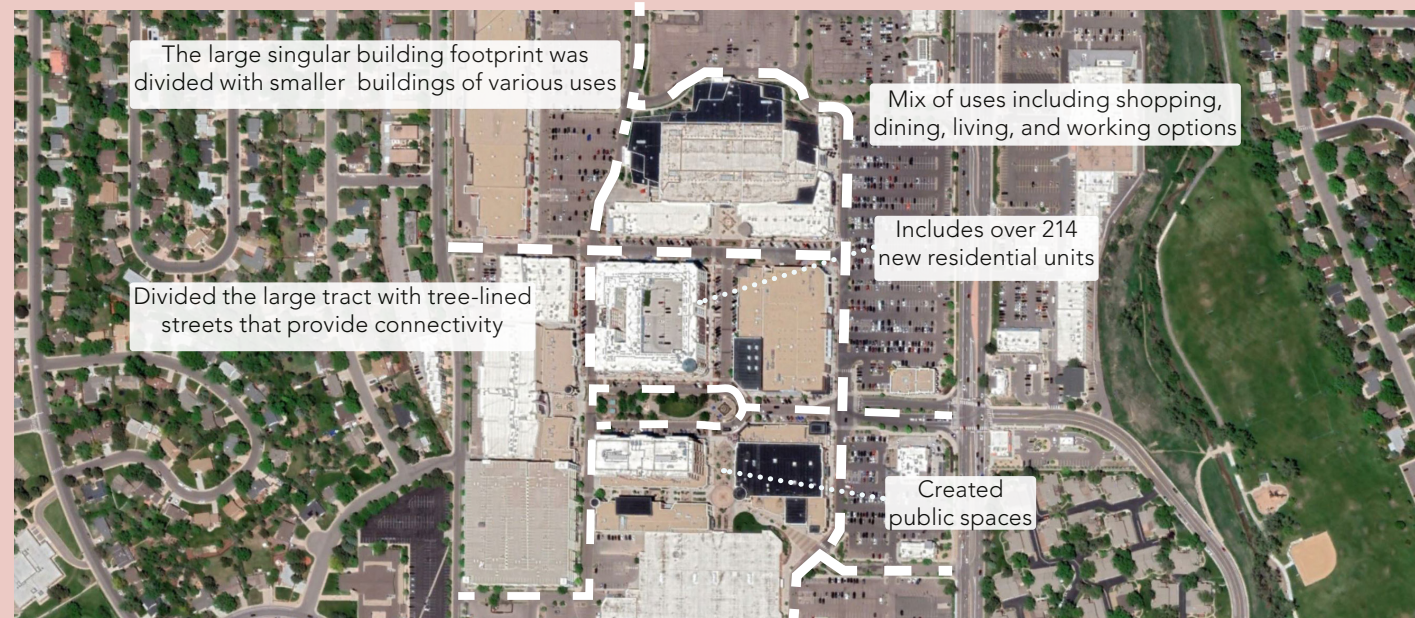 The large singular building footprint was
divided with smaller buildings of various uses
Mix of uses including shopping,
dining, living, and working options
Includes over 214
new residential units
Divided the large tract with tree-lined
streets that provide connectivity
Created
public spaces